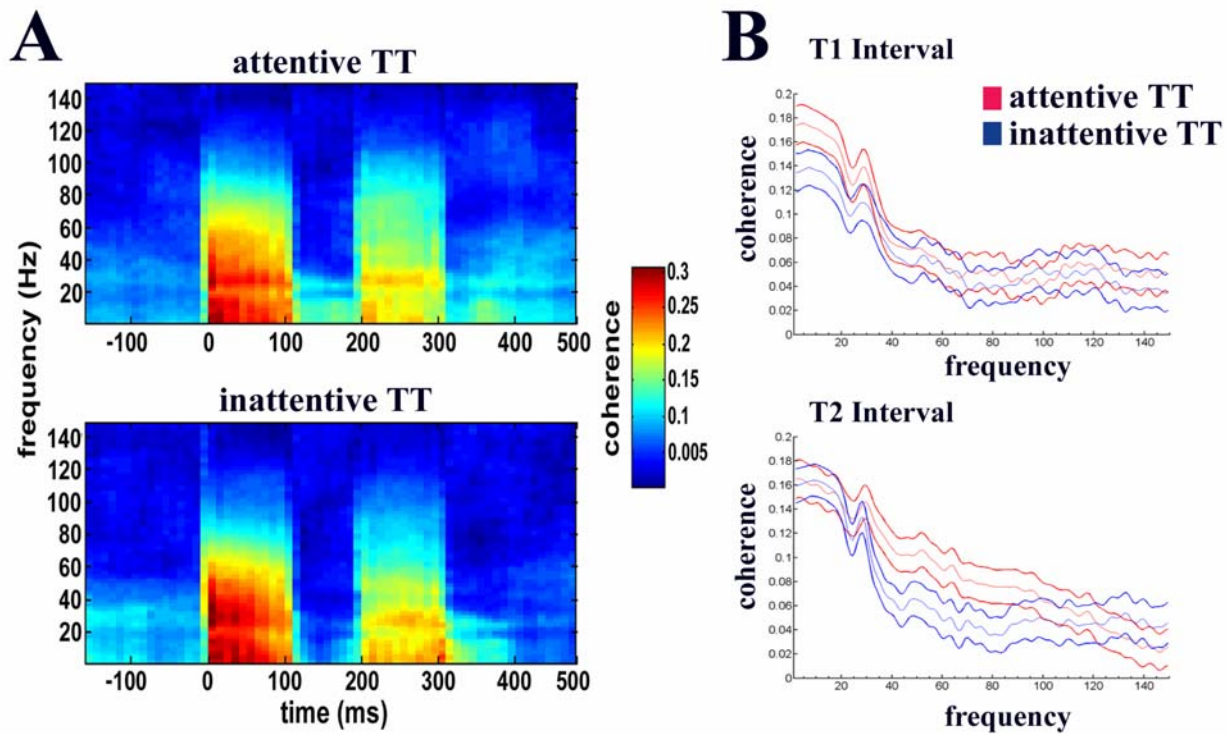 A
attentive TT
140
120
100
80
60
40
20
-100 0 100 200 300 400 500
frequency (Hz)
inattentive TT
140
120
100
80
60
40
20
-100 0 100 200 300 400 500
time (ms)
coherence
0.3
0.25
0.2
0.15
0.1
0.005
B
T1 Interval
attentive TT
inattentive TT
coherence
0.2
0.18
0.16
0.14
0.12
0.1
0.08
0.06
0.04
0.02
0
20 40 60 80 100 120 140
frequency
T2 Interval
coherence
0.2
0.18
0.16
0.14
0.12
0.1
0.08
0.06
0.04
0.02
0
20 40 60 80 100 120 140
frequency